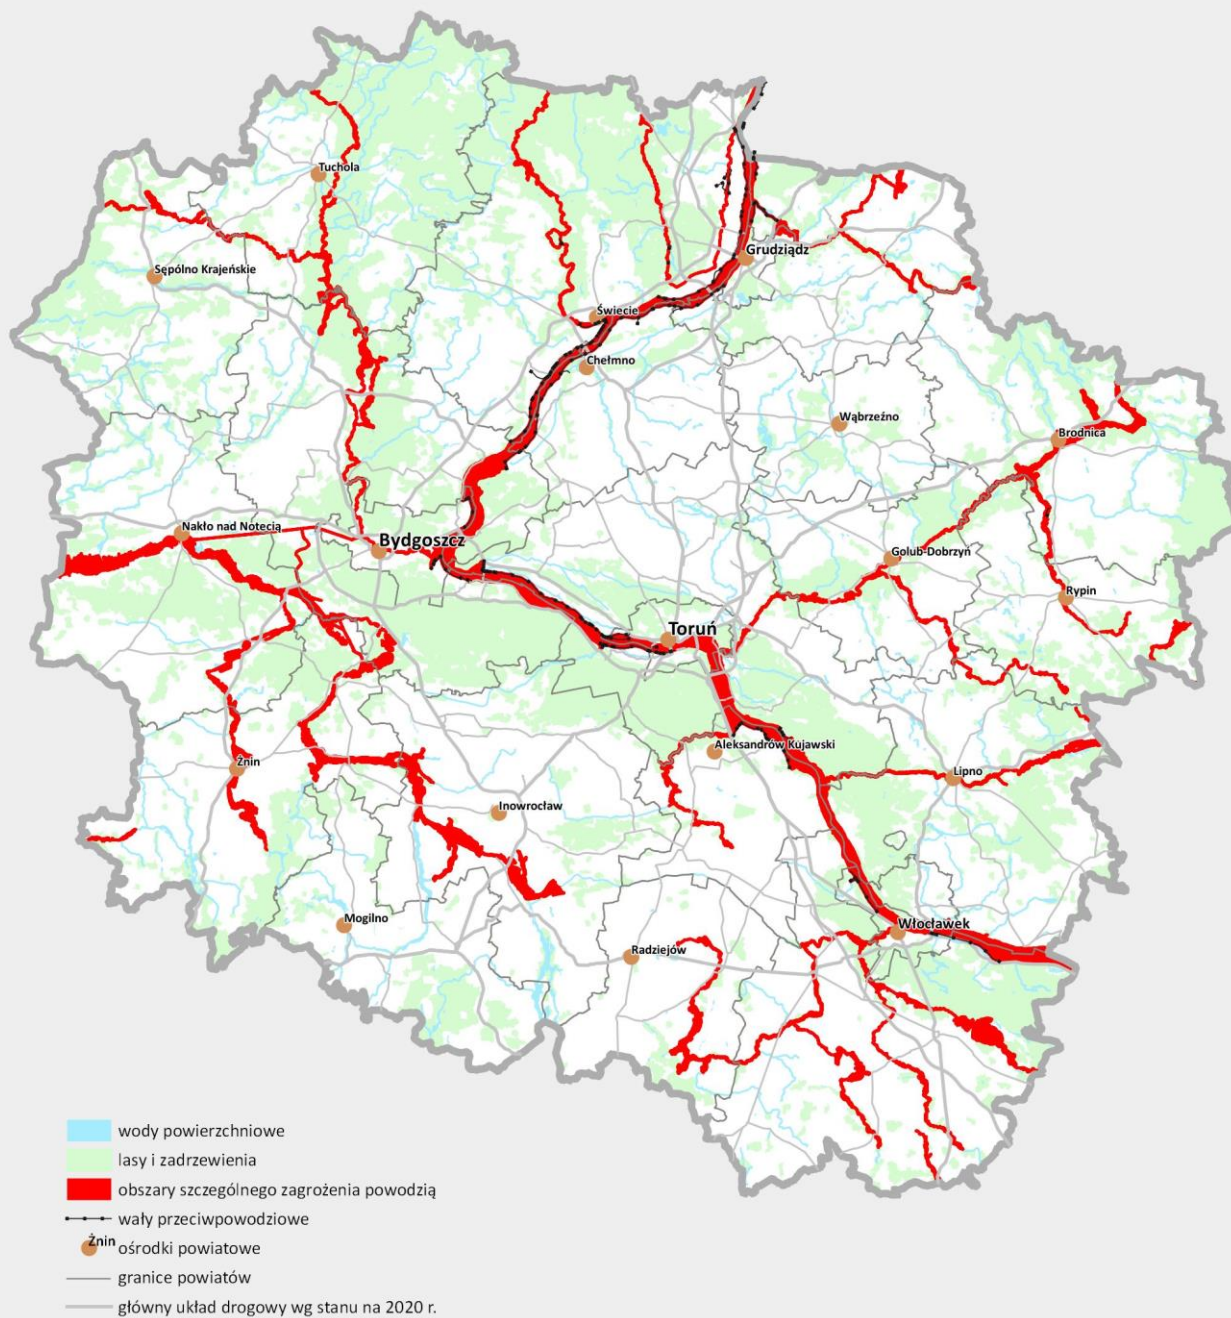 Tuchola
Sępólno Krajeńskie
Grudziądz
Świecie
Chełmno
Wąbrzeźno
Brodnica
Nakło nad Notecią
Bydgoszcz
Golub-Dobrzyń
Rypin
Toruń
Aleksandrów Kujawski
Żnin
Lipno
Inowrocław
Mogilno
Włocławek
Radziejów
wody powierzchniowe
lasy i zadrzewienia
obszary szczególnego zagrożenia powodzią
wały przeciwpowodziowe
Żnin ośrodki powiatowe
granice powiatów
główny układ drogowy wg stanu na 2020 r.